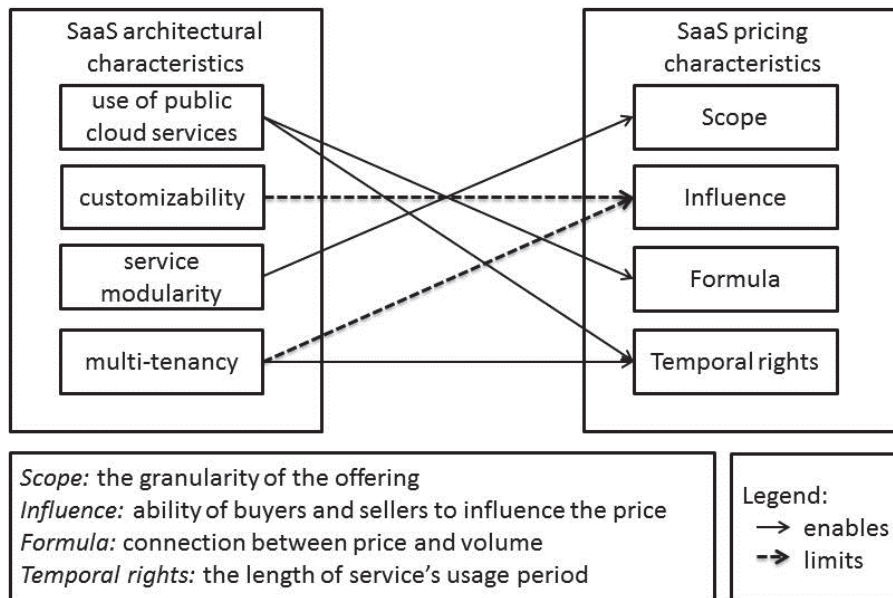 SaaS architectural
characteristics
use of public
cloud services
customizability
service
modularity
multi-tenancy
SaaS pricing
characteristics
Scope
Influence
Formula
Temporal rights
Scope: the granularity of the offering
Influence: ability of buyers and sellers to influence the price
Formula: connection between price and volume
Temporal rights: the length of service's usage period
Legend:
enables
limits